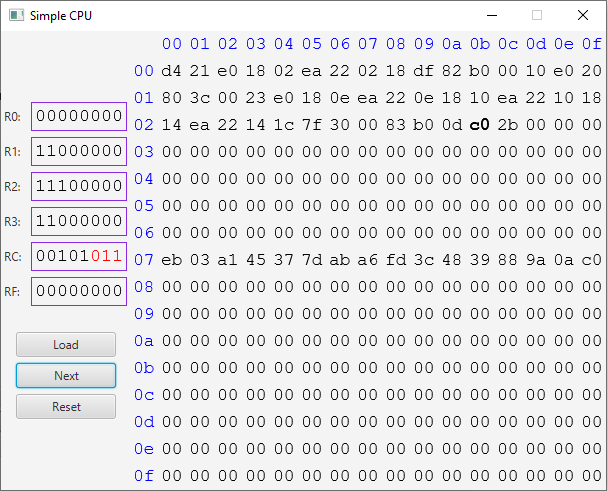 Simple CPU
00 01 02 03 04 05 06 07 08 09 0a 0b 0c 0d 0e 0f
00 d4 21 e0 18 02 ea 22 02 18 df 82 b0 00 10 e0 20
01 80 3c 00 23 e0 18 0e ea 22 0e 18 10 ea 22 10 18
02 14 ea 22 14 1c 7f 30 00 83 b0 0d c0 2b 00 00 00
03 00 00 00 00 00 00 00 00 00 00 00 00 00 00 00 00
04 00 00 00 00 00 00 00 00 00 00 00 00 00 00 00 00
05 00 00 00 00 00 00 00 00 00 00 00 00 00 00 00 00
06 00 00 00 00 00 00 00 00 00 00 00 00 00 00 00 00
07 eb 03 a1 45 37 7d ab a6 fd 3c 48 39 88 9a 0a c0
08 00 00 00 00 00 00 00 00 00 00 00 00 00 00 00 00
09 00 00 00 00 00 00 00 00 00 00 00 00 00 00 00 00
0a 00 00 00 00 00 00 00 00 00 00 00 00 00 00 00 00
0b 00 00 00 00 00 00 00 00 00 00 00 00 00 00 00 00
0c 00 00 00 00 00 00 00 00 00 00 00 00 00 00 00 00
0d 00 00 00 00 00 00 00 00 00 00 00 00 00 00 00 00
0e 00 00 00 00 00 00 00 00 00 00 00 00 00 00 00 00
0f 00 00 00 00 00 00 00 00 00 00 00 00 00 00 00 00
R0: 00000000
R1: 11000000
R2: 11100000
R3: 11000000
RC: 00101011
RF: 00000000
Load
Next
Reset